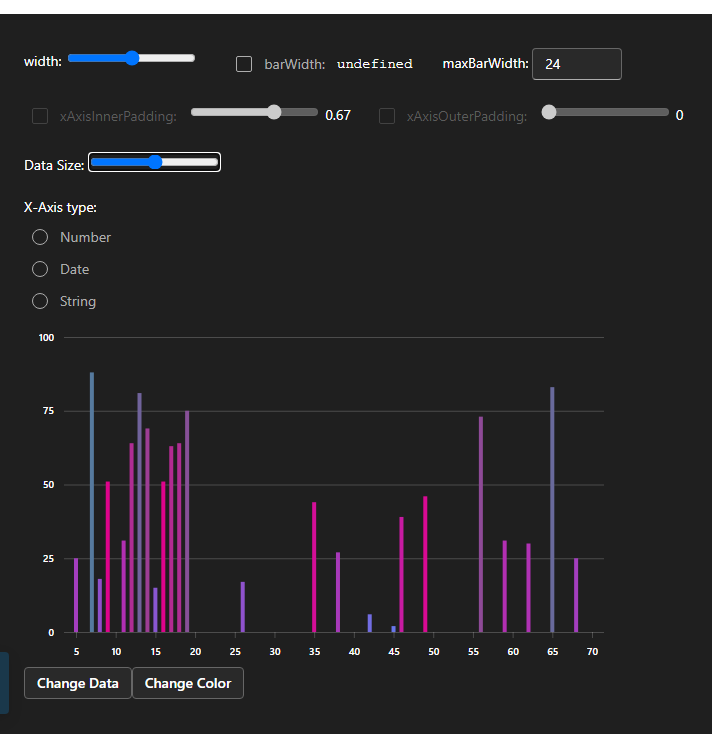 width: barWidth: undefined maxBarWidth: 24
xAxisInnerPadding: 0.67 xAxisOuterPadding: 0
Data Size:
X-Axis type:
Number
Date
String
100
75
50
25
0
5 10 15 20 25 30 35 40 45 50 55 60 65 70
Change Data Change Color